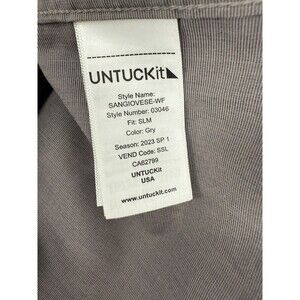 UNTUCKit
Style Name:
SANGIOVESE-WF
Style Number: 03046
Fit: SLM
Color: Gry
Season: 2023 SP 1
VEND Code: SSL
CA62799
UNTUCKit
USA
www.untuckit.com